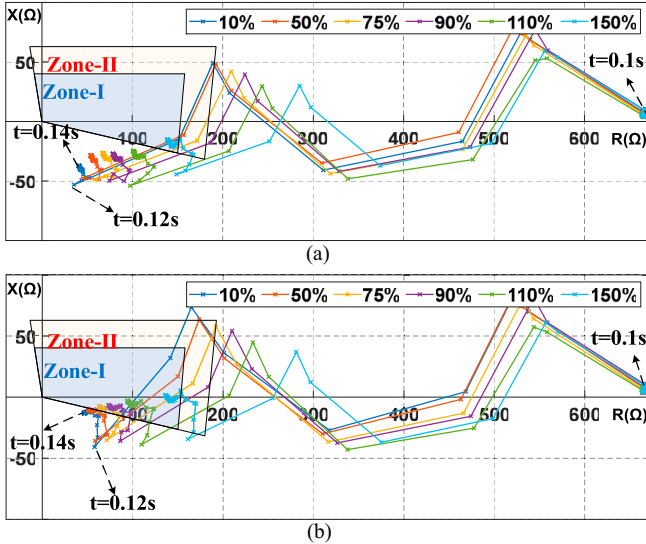 X(Ω)
10% 50% 75% 90% 110% 150%
t=0.1s
50
Zone-II
Zone-I
t=0.14s
100 200 300 400 500 600 R(Ω)
-50
t=0.12s
(a)
X(Ω)
10% 50% 75% 90% 110% 150%
50
Zone-II
t=0.1s
Zone-I
100 200 300 400 500 600 R(Ω)
t=0.14s
-50
t=0.12s
(b)